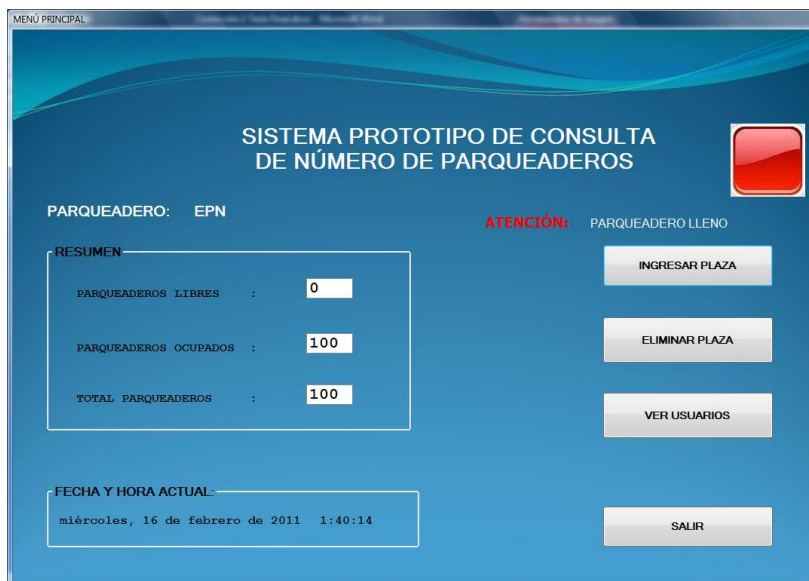 MENÚ PRINCIPAL
SISTEMA PROTOTIPO DE CONSULTA
DE NÚMERO DE PARQUEADEROS
PARQUEADERO: EPN
ATENCIÓN: PARQUEADERO LLENO
RESUMEN
PARQUEADEROS LIBRES : 0
PARQUEADEROS OCUPADOS : 100
TOTAL PARQUEADEROS : 100
INGRESAR PLAZA
ELIMINAR PLAZA
VER USUARIOS
FECHA Y HORA ACTUAL:
miércoles, 16 de febrero de 2011 1:40:14
SALIR